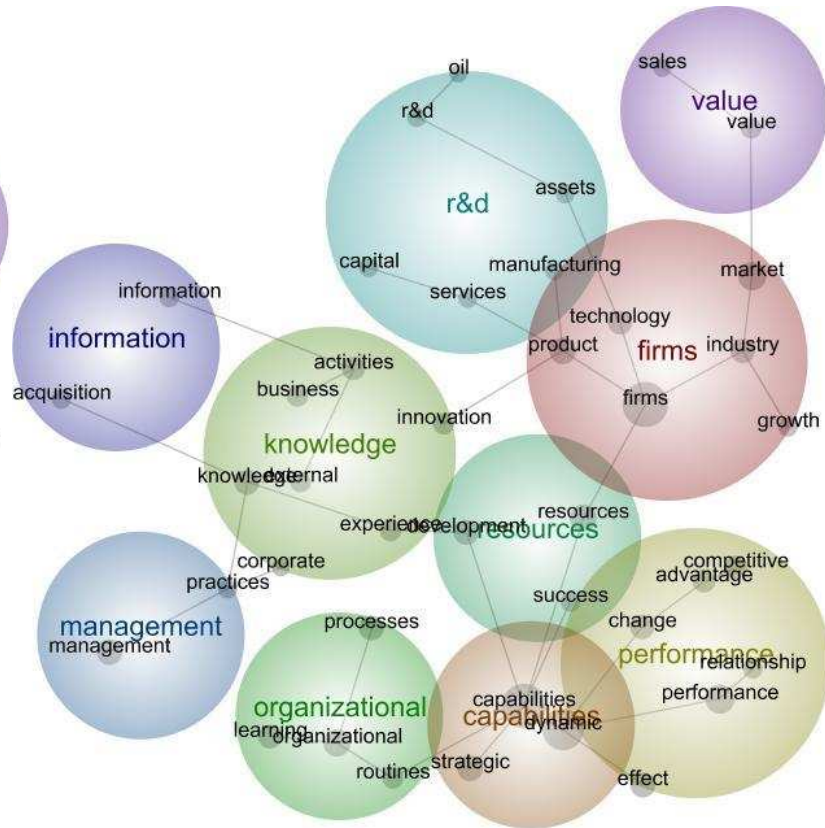 oil
sales
value
value
r&d
assets
r&d
capital
manufacturing
market
information
services
information
technology
product
firms
industry
activities
business
acquisition
firms
innovation
growth
knowledge
knowledge
external
experience
development
resources
resources
corporate
practices
competitive
advantage
success
change
processes
management
management
performance
relationship
performance
organizational
capabilities
capabilities
dynamic
learning
organizational
strategic
routines
effect